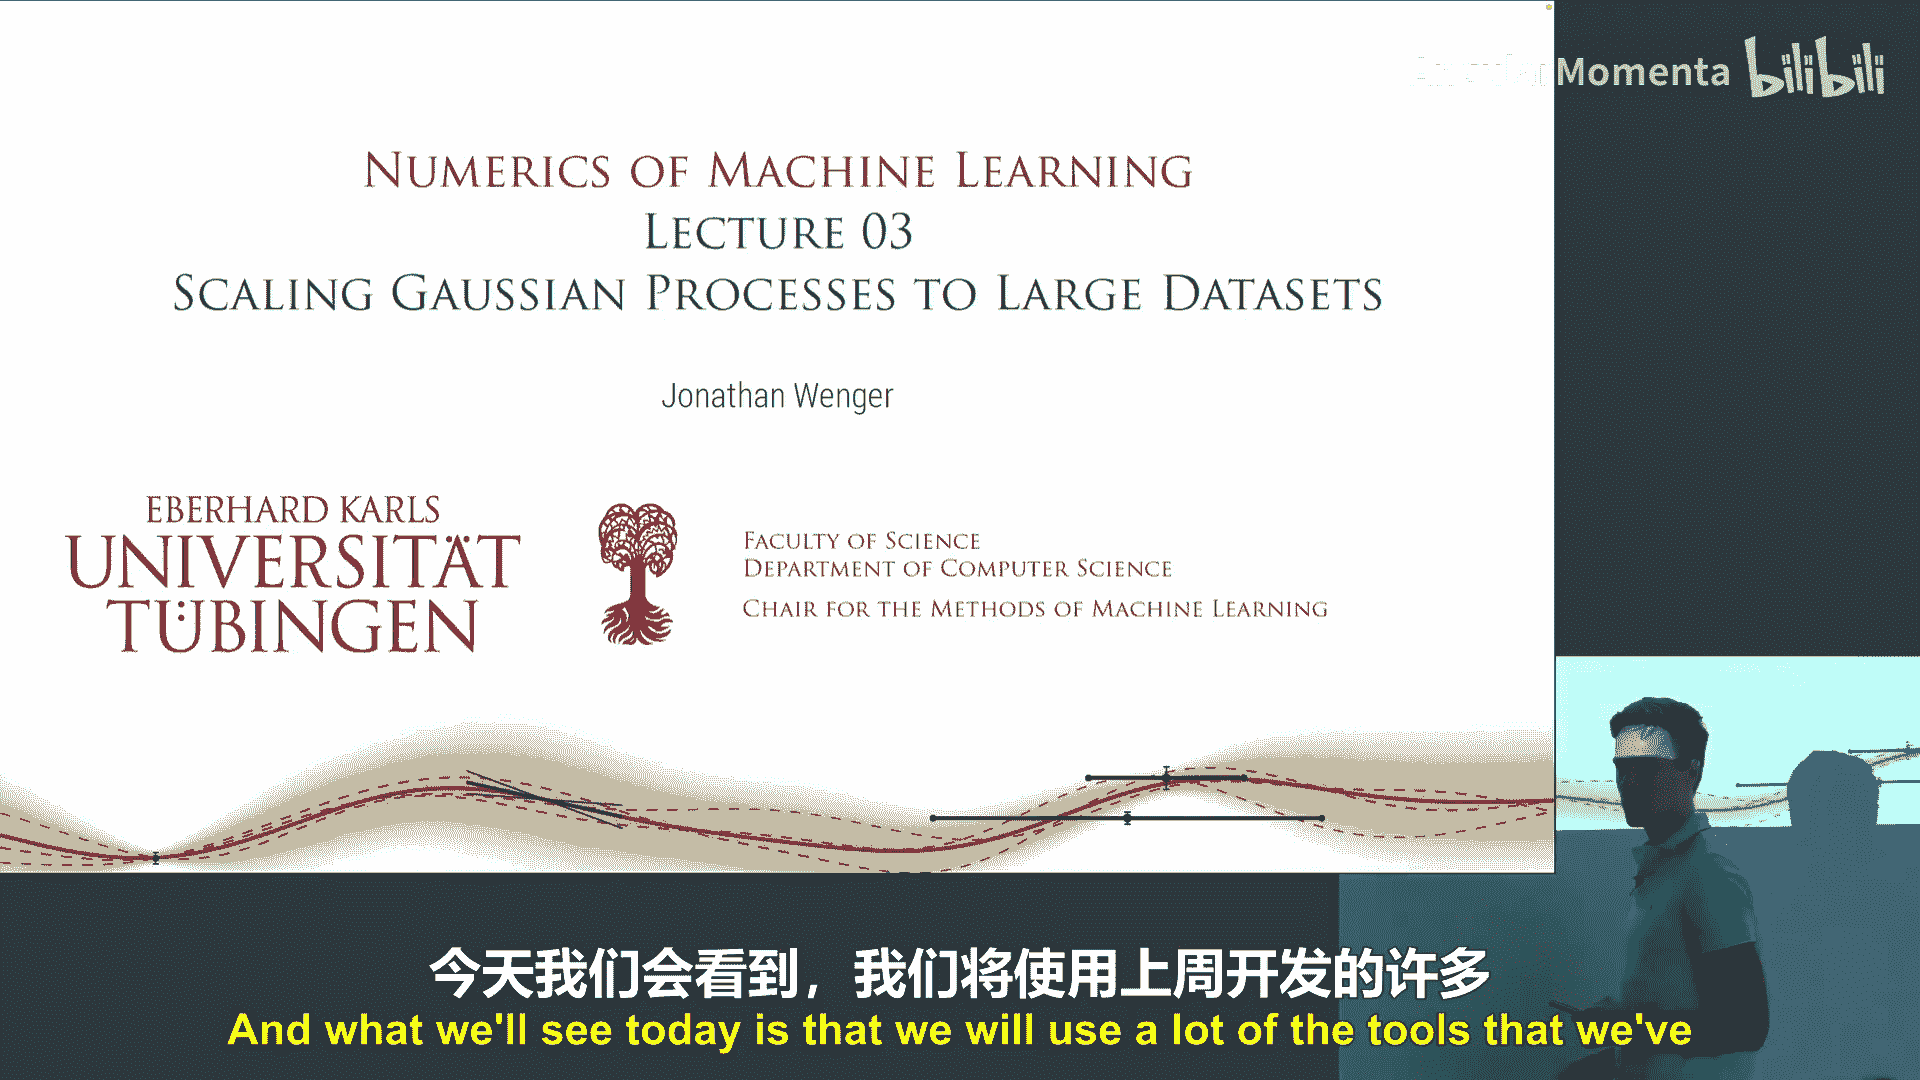 Momenta bilibili
NUMERICS OF MACHINE LEARNING
LECTURE 03
SCALING GAUSSIAN PROCESSES TO LARGE DATASETS
Jonathan Wenger
EBERHARD KARLS
UNIVERSITÄT
TÜBINGEN
FACULTY OF SCIENCE
DEPARTMENT OF COMPUTER SCIENCE
CHAIR FOR THE METHODS OF MACHINE LEARNING
今天我们会看到，我们将使用上周开发的许多
And what we'll see today is that we will use a lot of the tools that we've